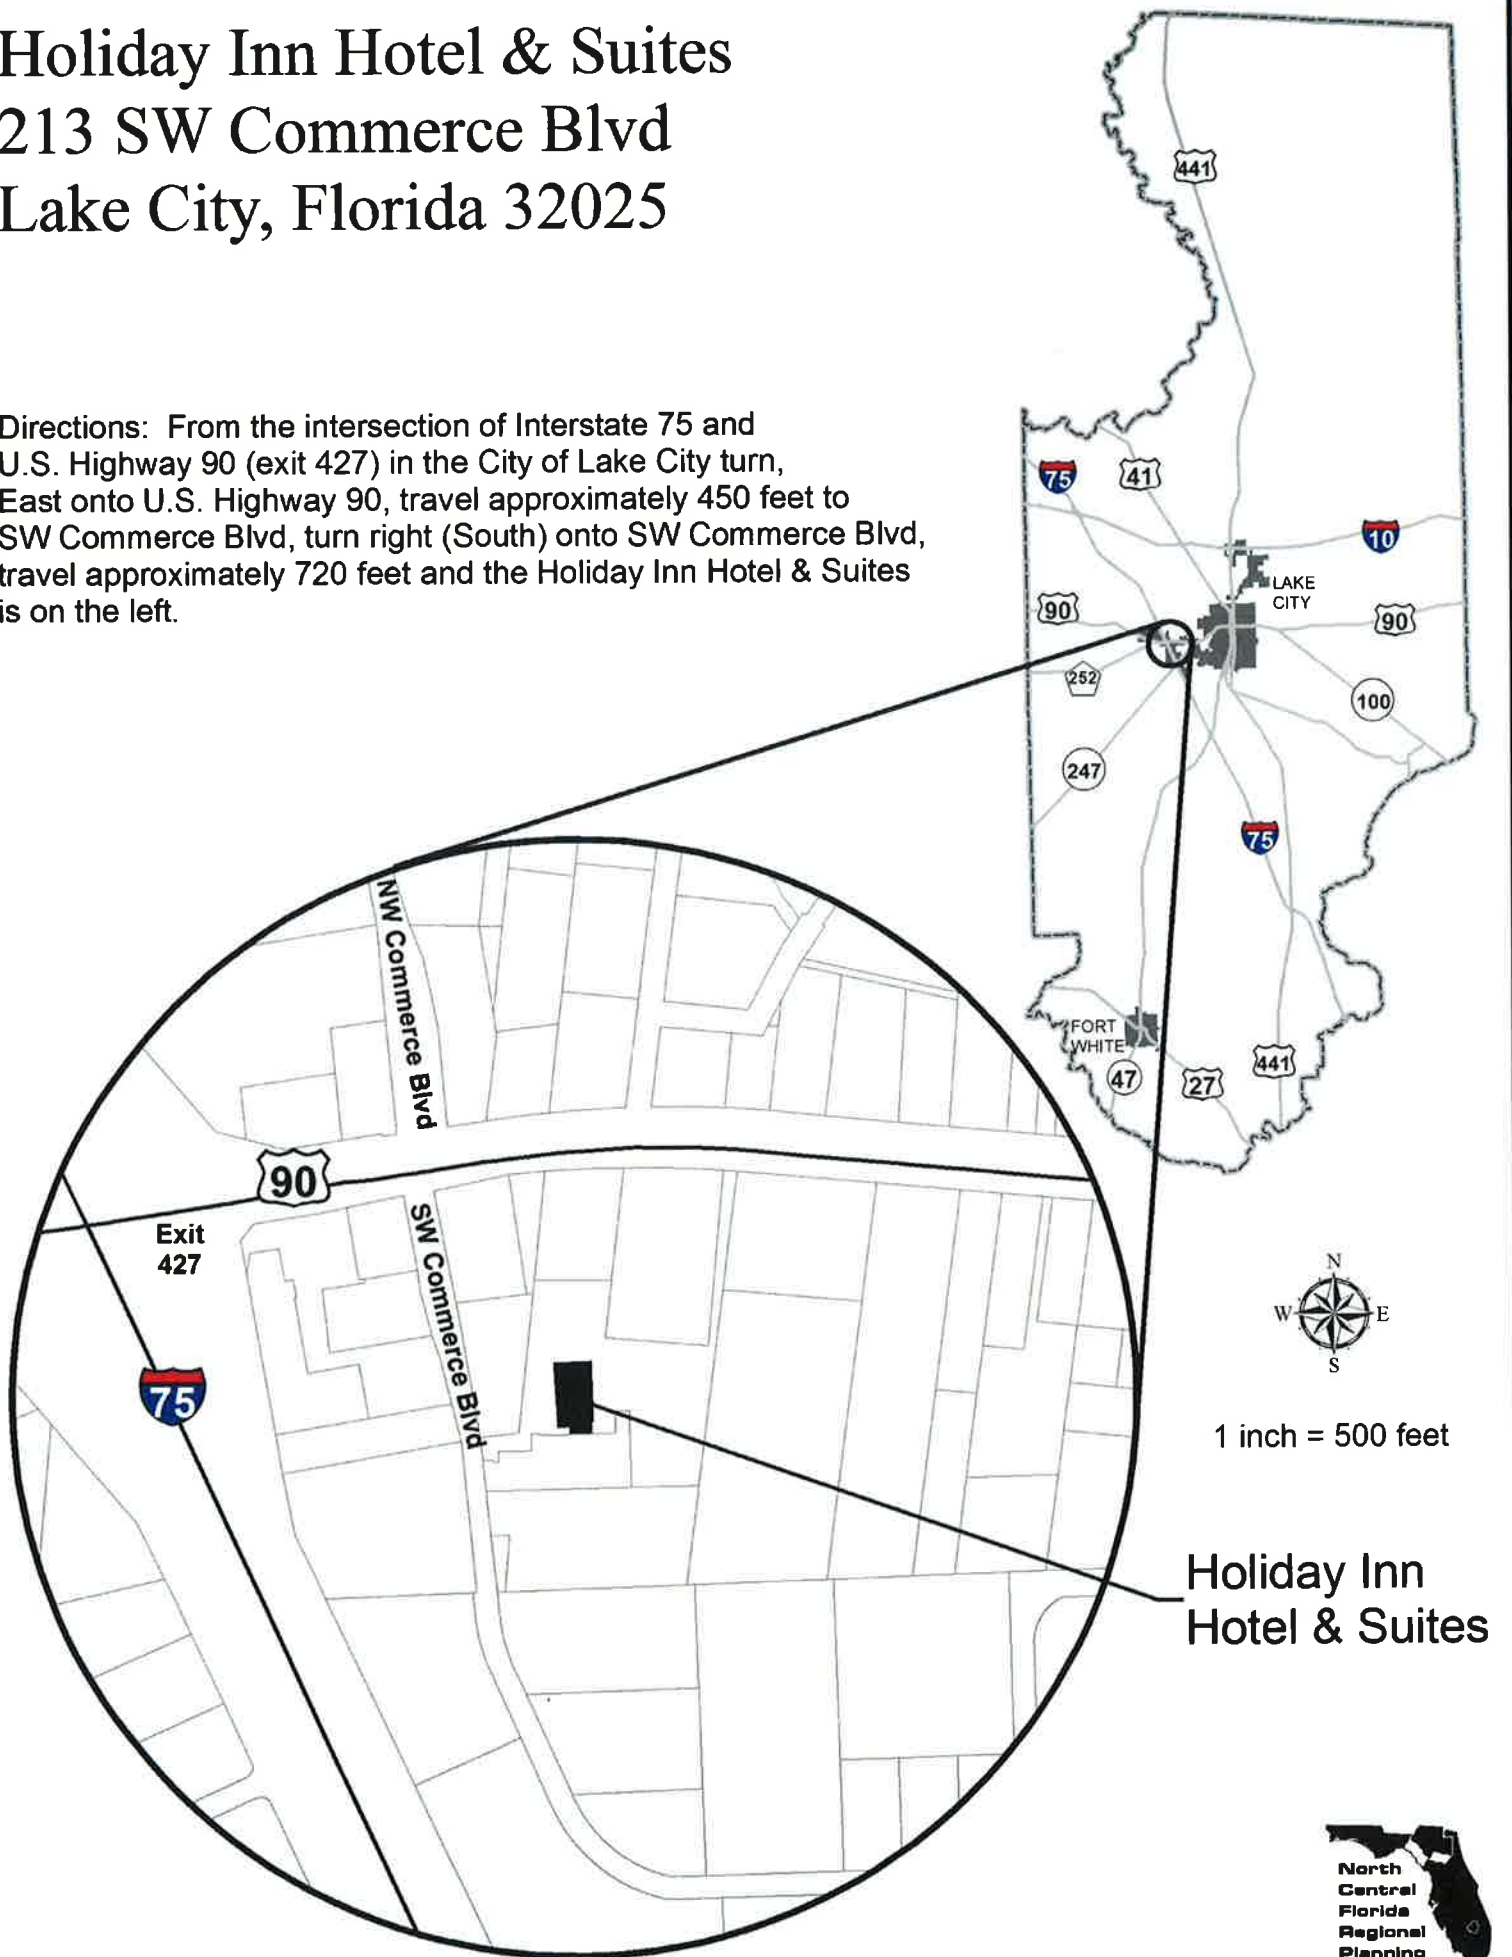 Holiday Inn Hotel & Suites
213 SW Commerce Blvd
Lake City, Florida 32025
Directions: From the intersection of Interstate 75 and
U.S. Highway 90 (exit 427) in the City of Lake City turn,
East onto U.S. Highway 90, travel approximately 450 feet to
SW Commerce Blvd, turn right (South) onto SW Commerce Blvd,
travel approximately 720 feet and the Holiday Inn Hotel & Suites
is on the left.
441
75
41
10
LAKE
CITY
90
90
252
100
247
75
FORT
WHITE
47
27
441
NW Commerce Blvd
90
Exit
427
SW Commerce Blvd
75
N
W
E
S
1 inch = 500 feet
Holiday Inn
Hotel & Suites
North
Central
Florida
Regional
Planning